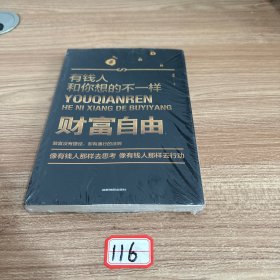 有钱人
和你想的不一样
YOUQIANREN
HE NI XIANG DE BUYIYANG
财富自由
像有钱人那样去思考 像有钱人那样去行动
116